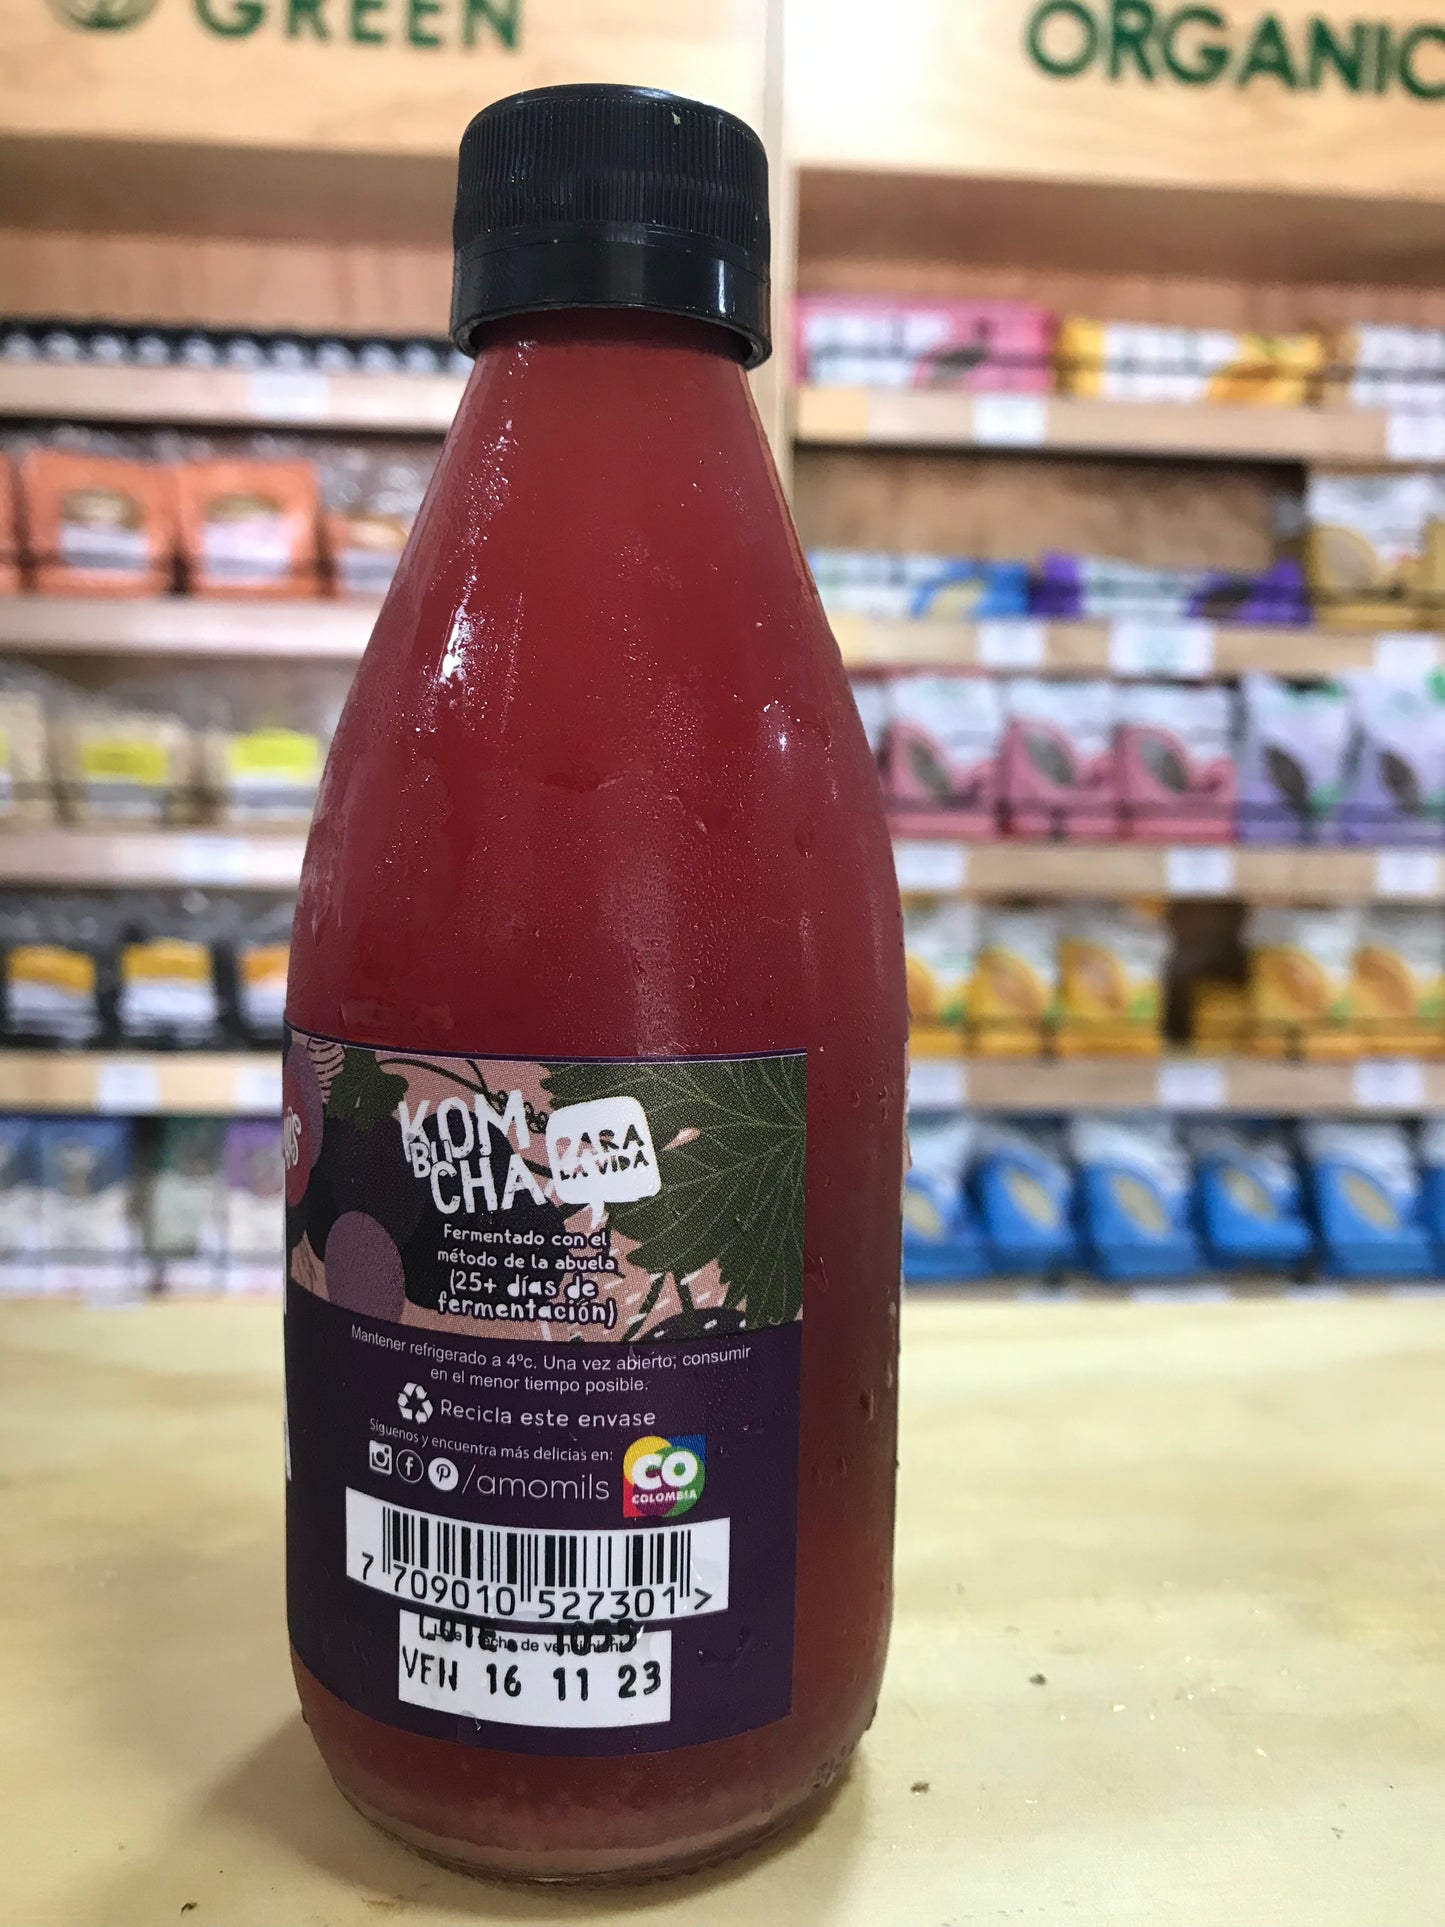 GREEN
ORGANIC
KOM
BU
CHA
PARA
LA VIDA
Fermentado con el
método de la abuela
(25+ días de
fermentación)
Mantener refrigerado a 4ºc. Una vez abierto, consumir
en el menor tiempo posible.
Recicla este envase
Síguenos y encuentra más delicias en:
/amomils
CO
COLOMBIA
7 709010 527301 >
LOTE 1055
VEN 16 11 23